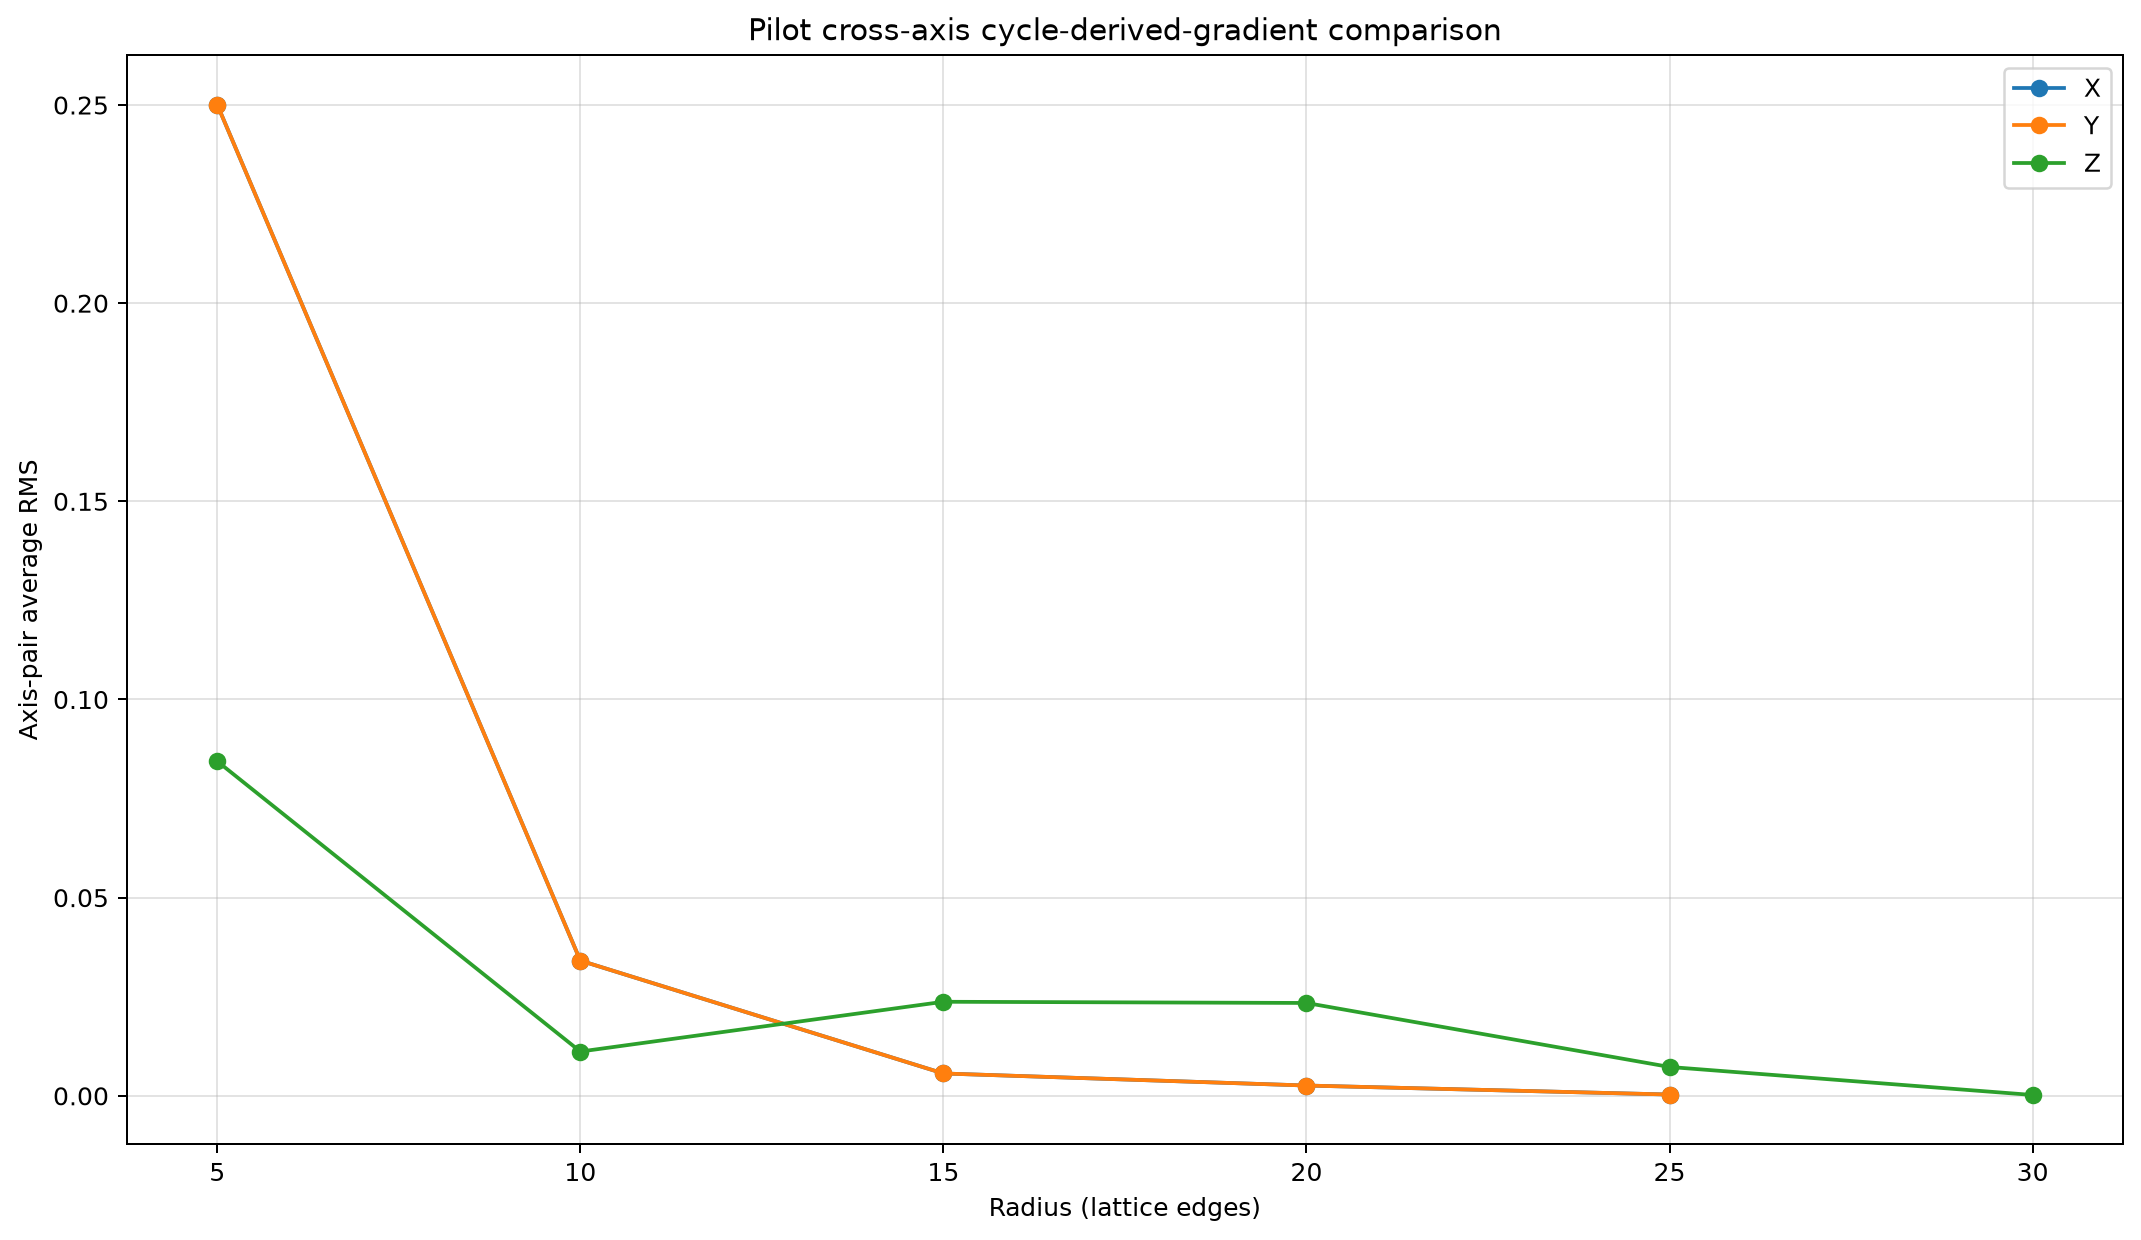 Pilot cross-axis cycle-derived-gradient comparison
X
Y
Z
Axis-pair average RMS
0.25
0.20
0.15
0.10
0.05
0.00
5 10 15 20 25 30
Radius (lattice edges)